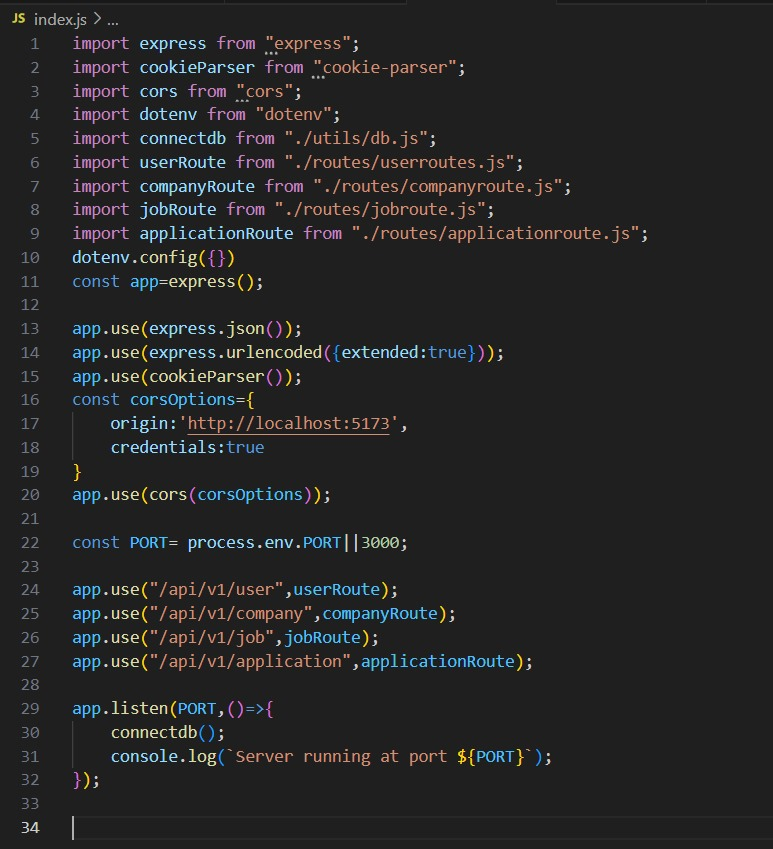 JS index.js > ...
1 import express from "express";
2 import cookieParser from "cookie-parser";
3 import cors from "cors";
4 import dotenv from "dotenv";
5 import connectdb from "./utils/db.js";
6 import userRoute from "./routes/userroutes.js";
7 import companyRoute from "./routes/companyroute.js";
8 import jobRoute from "./routes/jobroute.js";
9 import applicationRoute from "./routes/applicationroute.js";
10 dotenv.config({})
11 const app=express();
12
13 app.use(express.json());
14 app.use(express.urlencoded({extended:true}));
15 app.use(cookieParser());
16 const corsOptions={
17     origin:'http://localhost:5173',
18     credentials:true
19 }
20 app.use(cors(corsOptions));
21
22 const PORT= process.env.PORT||3000;
23
24 app.use("/api/v1/user",userRoute);
25 app.use("/api/v1/company",companyRoute);
26 app.use("/api/v1/job",jobRoute);
27 app.use("/api/v1/application",applicationRoute);
28
29 app.listen(PORT,()=>{
30     connectdb();
31     console.log(`Server running at port ${PORT}`);
32 });
33
34